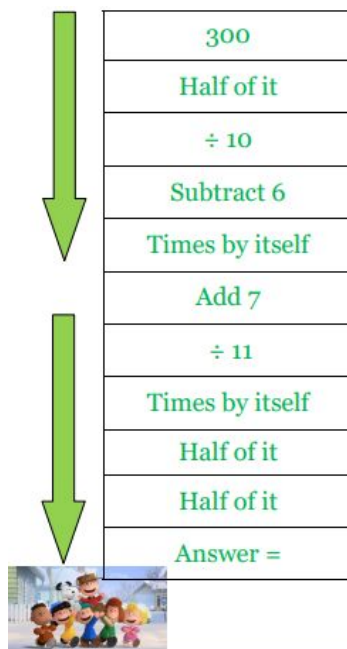 300
Half of it
÷ 10
Subtract 6
Times by itself
Add 7
÷ 11
Times by itself
Half of it
Half of it
Answer =